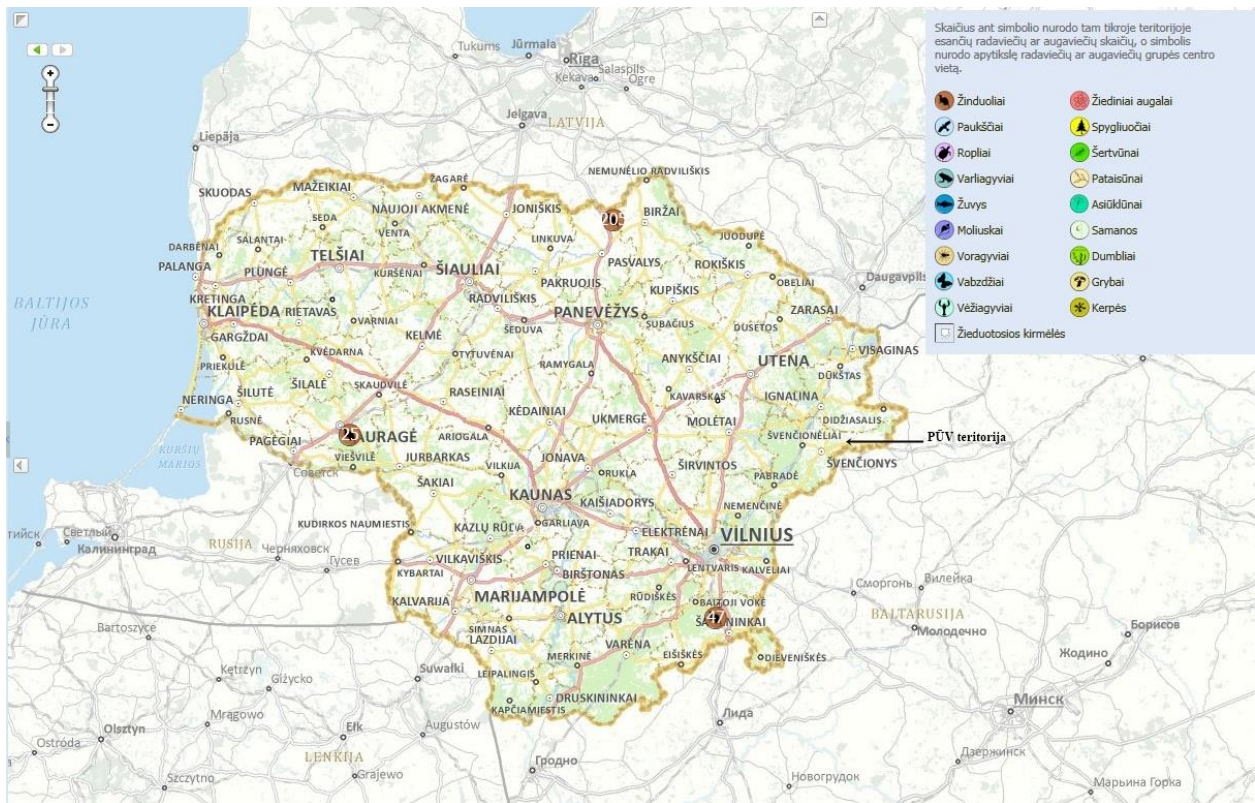 Skaičius ant simbolio nurodo tam tikroje teritorijoje
esančių radaviečių ar augaviečių skaičių, o simbolis
nurodo apytikslę radaviečių ar augaviečių grupės centro
vietą.
Žinduoliai
Žiediniai augalai
Paukščiai
Spygliuočiai
Ropliai
Šertvūnai
Varliagyviai
Pataisūnai
Žuvys
Asiūklūnai
Moliuskai
Samanos
Voragyviai
Dumbliai
Vabzdžiai
Grybai
Vėžiagyviai
Kerpės
Žieduotosios kirmėlės
Tukums
Jūrmala
Rīga
Salaspils
Ķekava
Ogre
Jelgava
LATVIJA
Liepāja
NEMUNĖLIO RADVILIŠKIS
ŽAGARĖ
MAŽEIKIAI
SKUODAS
NAUJOJI AKMENĖ
JONIŠKIS
BIRŽAI
SEDA
VENTA
LINKUVA
JUODUPĖ
DARBĖNAI
SALANTAI
TELŠIAI
PASVALYS
ROKIŠKIS
PALANGA
PLUNGĖ
KURŠĖNAI
ŠIAULIAI
PAKRUOJIS
Daugavpils
OBELIAI
KRETINGA
RADVILIŠKIS
KUPIŠKIS
BALTIJOS
JŪRA
KLAIPĖDA
RIETAVAS
VARNIAI
ŠEDUVA
PANEVĖŽYS
SUBAČIUS
DUSETOS
ZARASAI
GARGŽDAI
KELMĖ
VISAGINAS
PRIEKULĖ
KVĖDARNA
TYTUVĖNAI
RAMYGALA
ANYKŠČIAI
UTENA
DŪKŠTAS
ŠILALĖ
SKAUDVILĖ
RASEINIAI
KAVARSKAS
IGNALINA
NERINGA
ŠILUTĖ
KĖDAINIAI
UKMERGĖ
MOLĖTAI
DIDŽIASALIS
RUSNĖ
PAGĖGIAI
25
AURAGĖ
ARIOGALA
ŠVENČIONĖLIAI
PŪV teritorija
KURŠIŲ
MARIOS
VIEŠVILĖ
JURBARKAS
VILKIJA
JONAVA
ŠIRVINTOS
ŠVENČIONYS
Советск
ŠAKIAI
RUKLA
PABRADĖ
KAUNAS
KAIŠIADORYS
NEMENČINĖ
KUDIRKOS NAUMIESTIS
KAZLŲ RŪDA
GARLIAVA
ELEKTRĖNAI
VILNIUS
Светлый
Калининград
RUSIJA
Черняховск
Гусев
KYBARTAI
VILKAVIŠKIS
PRIENAI
BIRŠTONAS
TRAKAI
LENTVARIS
KALVELIAI
KALVARIJA
MARIJAMPOLĖ
RŪDIŠKĖS
BALTOJI VOKĖ
Сморгонь
Вилейка
BALTARUSIJA
Молодечно
Борисов
Жодино
ALYTUS
47
SIMNAS
LAZDIJAI
VARĖNA
EIŠIŠKĖS
DIEVENIŠKĖS
Bartoszyce
Kętrzyn
Giżycko
Suwałki
MERKINĖ
LEIPALINGIS
DRUSKININKAI
KAPČIAMIESTIS
Минск
Mrągowo
Olsztyn
Ełk
Augustów
Лида
Ostróda
LENKIJA
Grajewo
Szczytno
Гродно
Новогрудок
Дзержинск
Марьина Горка